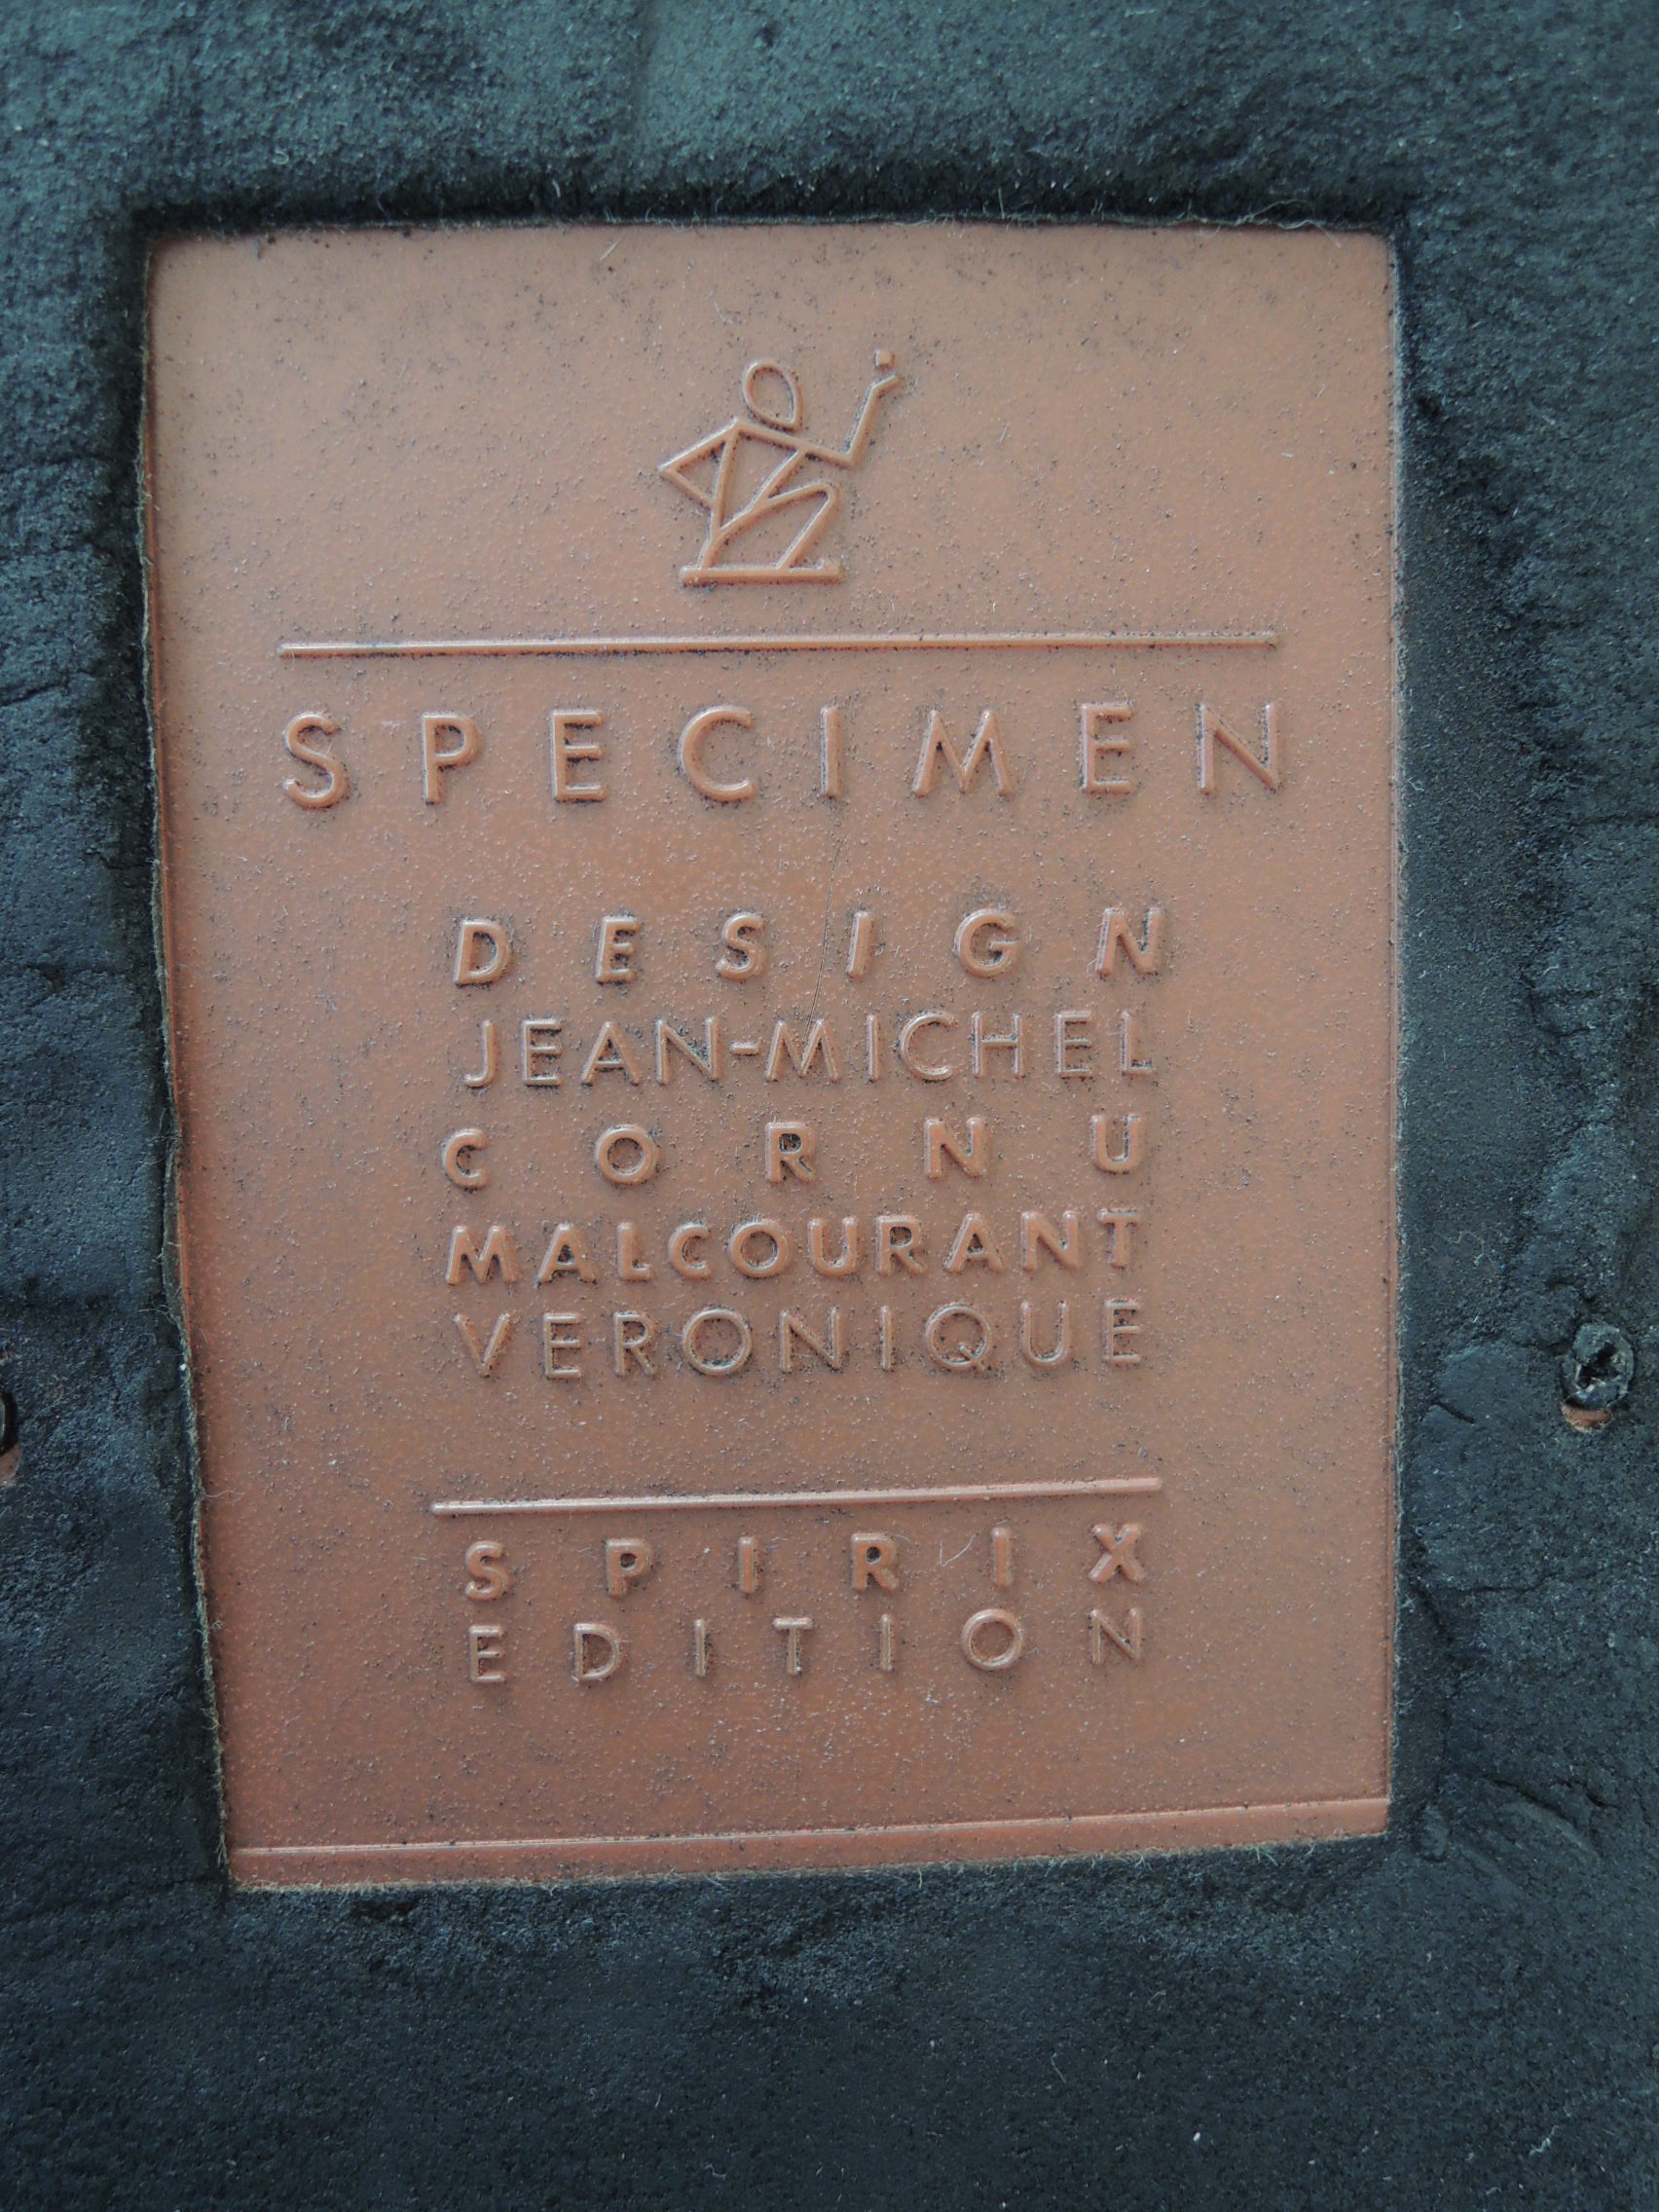 SPECIMEN
DESIGN
JEAN-MICHEL
CORNU
MALCOURANT
VERONIQUE
SPIRIX
EDITION